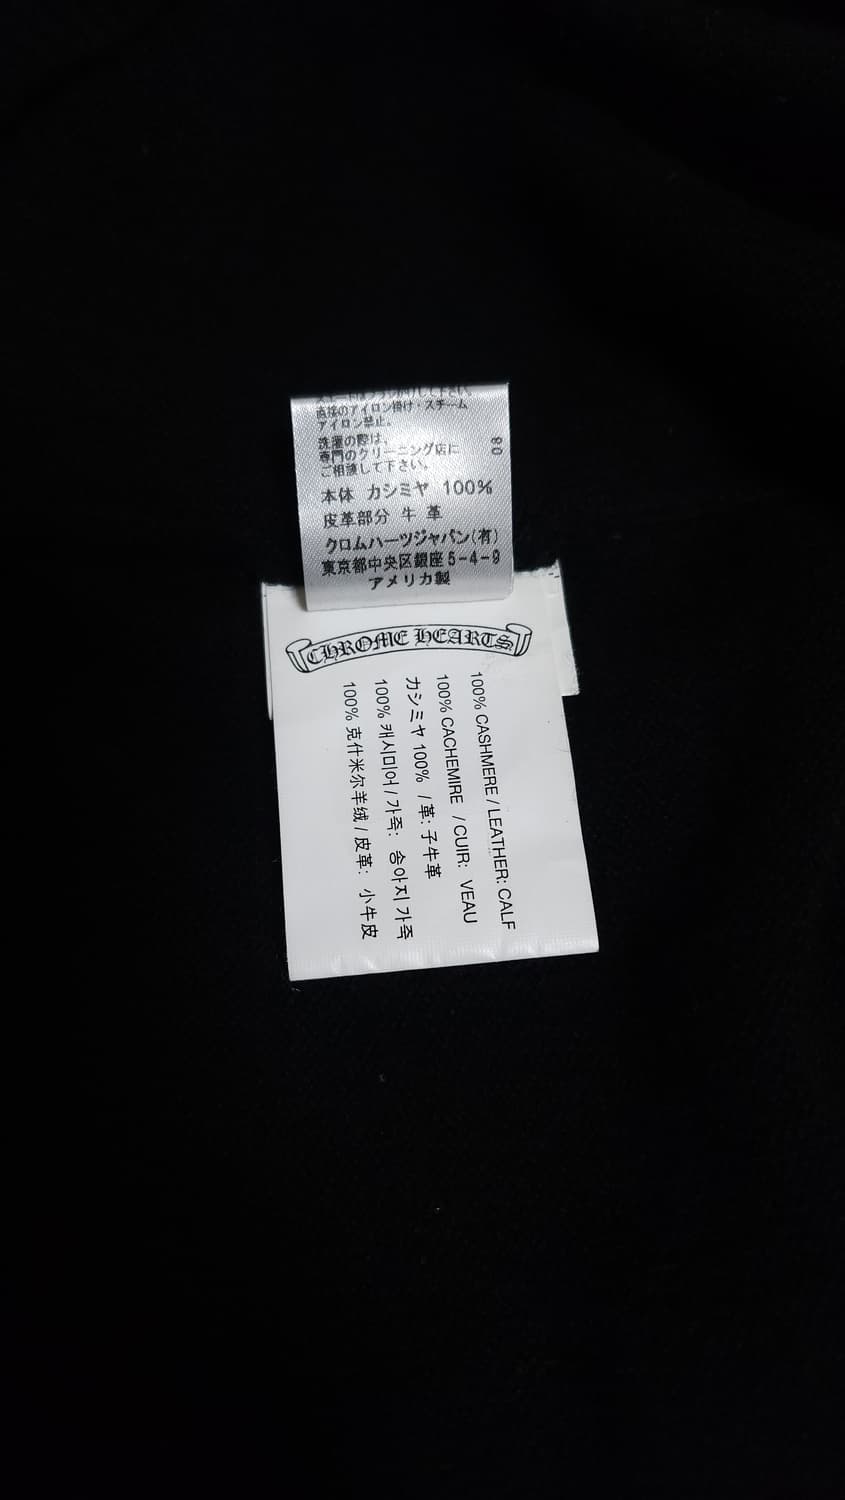 直接のアイロン掛け・スチーム
アイロン禁止。
洗濯の際は、
専門のクリーニング店に
ご相談して下さい。
08
本体 カシミヤ 100%
皮革部分 牛 革
クロムハーツジャパン(有)
東京都中央区銀座5-4-9
アメリカ製
CHROME HEARTS
100% CASHMERE / LEATHER: CALF
100% CACHEMIRE / CUIR: VEAU
カシミヤ 100% / 革: 子牛革
100% 캐시미어 / 가죽: 송아지 가죽
100% 克什米尔羊绒 / 皮革: 小牛皮